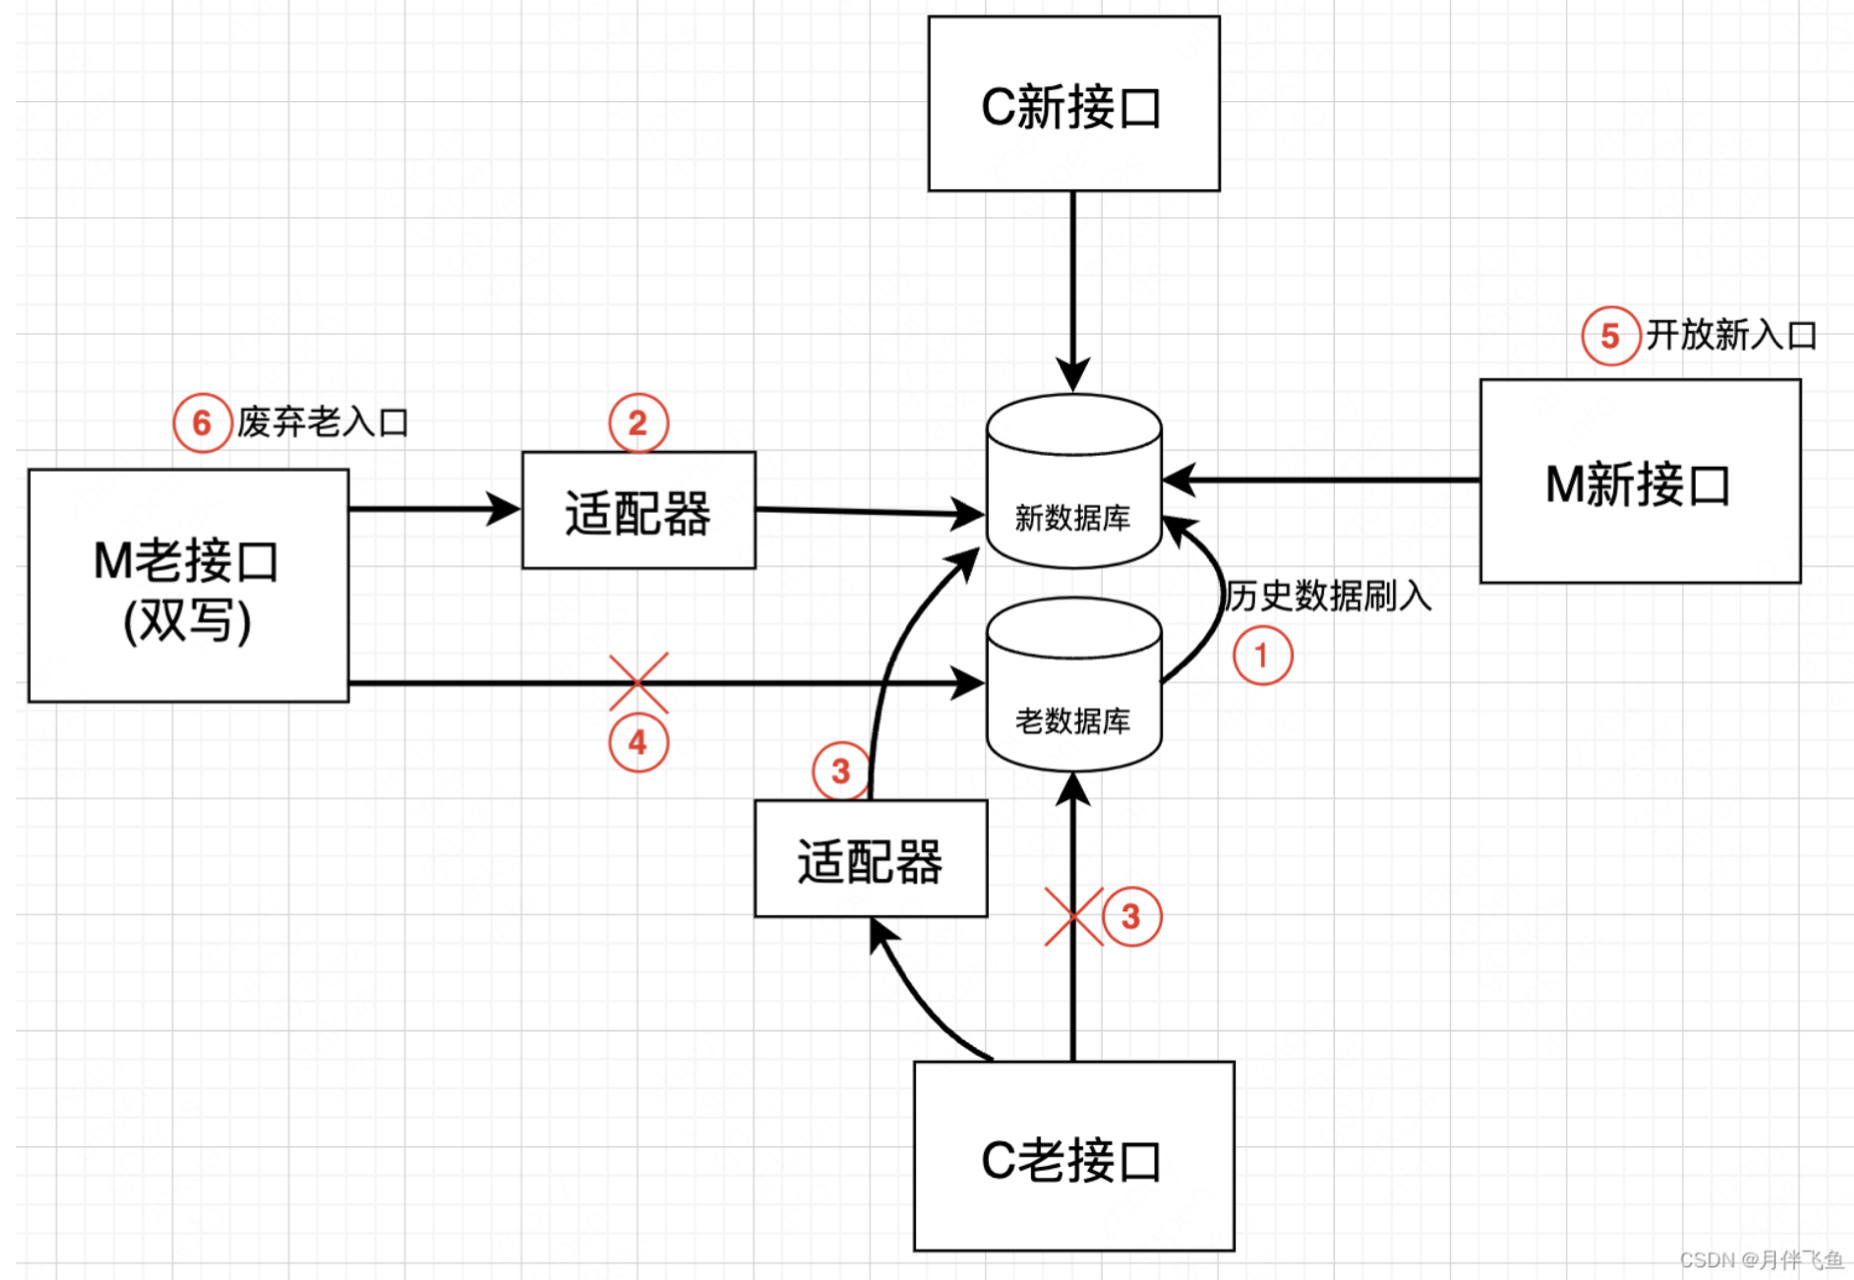 C新接口
⑤ 开放新入口
⑥ 废弃老入口
②
M新接口
适配器
新数据库
M老接口
(双写)
历史数据刷入
①
老数据库
④
③
适配器
③
C老接口
CSDN @月伴飞鱼